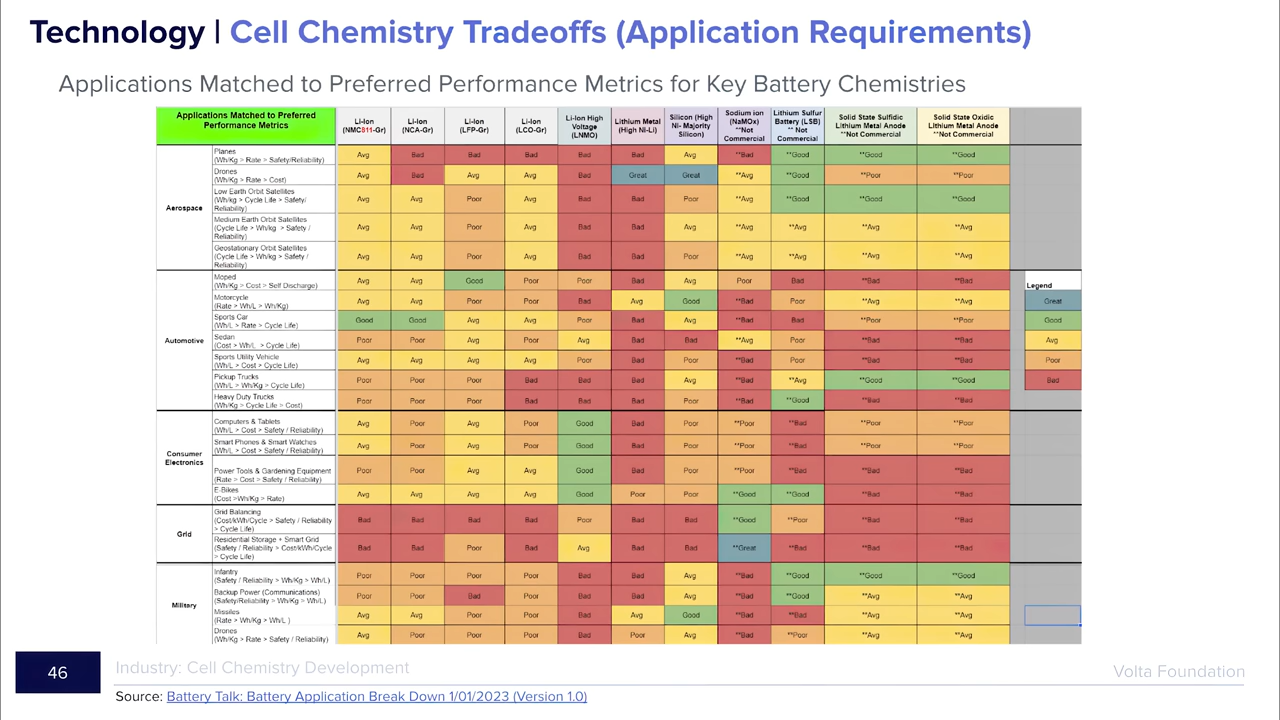 Technology | Cell Chemistry Tradeoffs (Application Requirements)
Applications Matched to Preferred Performance Metrics for Key Battery Chemistries
Applications Matched to Preferred
Performance Metrics
Li-Ion
(NMC811-Gr)
Li-Ion
(NCA-Gr)
Li-Ion
(LFP-Gr)
Li-Ion
(LCO-Gr)
Li-Ion High
Voltage
(LNMO)
Lithium Metal
(High Ni-Li)
Silicon (High
Ni- Majority
Silicon)
Sodium ion
(NaMOx)
**Not
Commercial
Lithium Sulfur
Battery (LSB)
** Not
Commercial
Solid State Sulfidic
Lithium Metal Anode
**Not Commercial
Solid State Oxidic
Lithium Metal Anode
**Not Commercial
Aerospace
Planes
(Wh/Kg > Rate > Safety/Reliability)
Avg Bad Bad Bad Bad Bad Avg **Bad **Good **Good **Good
Drones
(Wh/Kg > Rate > Cost)
Avg Bad Avg Avg Bad Great Great **Avg **Good **Poor **Poor
Low Earth Orbit Satellites
(Wh/kg > Cycle Life > Safety/
Reliability)
Avg Avg Poor Avg Bad Bad Poor **Avg **Good **Good **Good
Medium Earth Orbit Satellites
(Cycle Life > Wh/kg > Safety /
Reliability)
Avg Avg Poor Avg Bad Bad Avg **Avg **Avg **Avg **Avg
Geostationary Orbit Satellites
(Cycle Life > Wh/kg > Safety /
Reliability)
Avg Avg Poor Avg Bad Bad Poor **Avg **Avg **Avg **Avg
Automotive
Moped
(Wh/Kg > Cost > Self Discharge)
Avg Avg Good Poor Poor Bad Avg Poor Bad **Bad **Bad
Motorcycle
(Rate > Wh/L > Wh/Kg)
Avg Avg Avg Avg Bad Avg Good **Bad Poor **Avg **Avg
Sports Car
(Wh/L > Rate > Cycle Life)
Good Good Avg Avg Poor Bad Avg **Bad Bad **Poor **Poor
Sedan
(Cost > Wh/L > Cycle Life)
Poor Poor Avg Poor Avg Bad Bad **Avg Poor **Bad **Bad
Sports Utility Vehicle
(Wh/L > Cost > Cycle Life)
Avg Avg Avg Avg Poor Bad Poor **Bad Poor **Bad **Bad
Pickup Trucks
(Wh/L > Wh/Kg > Cycle Life)
Poor Poor Poor Bad Bad Bad Avg **Bad **Avg **Good **Good
Heavy Duty Trucks
(Wh/Kg > Cycle Life > Cost)
Poor Poor Bad Bad Bad Bad Poor **Bad **Good **Bad **Bad
Consumer
Electronics
Computers & Tablets
(Wh/L > Cost > Safety / Reliability)
Avg Poor Avg Poor Good Bad Poor **Poor **Bad **Poor **Poor
Smart Phones & Smart Watches
(Wh/L > Cost > Safety / Reliability)
Avg Poor Avg Poor Good Bad Poor **Poor **Bad **Poor **Poor
Power Tools & Gardening Equipment
(Rate > Cost > Safety / Reliability)
Poor Poor Avg Avg Good Bad Poor **Poor **Bad **Bad **Bad
E-Bikes
(Cost >Wh/Kg > Rate)
Avg Avg Avg Avg Good Poor Poor **Good **Good **Bad **Bad
Grid
Grid Balancing
(Cost/kWh/Cycle > Safety / Reliability
> Cycle Life)
Bad Bad Bad Bad Poor Bad Bad **Good **Poor **Bad **Bad
Residential Storage + Smart Grid
(Safety / Reliability > Cost/kWh/Cycle
> Cycle Life)
Bad Bad Poor Bad Avg Bad Bad **Great **Bad **Bad **Bad
Military
Infantry
(Safety / Reliability > Wh/Kg > Wh/L)
Poor Poor Poor Poor Bad Bad Avg **Bad **Good **Good **Good
Backup Power (Communications)
(Safety/Reliability > Wh/Kg > Wh/L)
Poor Poor Bad Poor Bad Bad Avg **Bad **Good **Avg **Avg
Missiles
(Rate > Wh/Kg > Wh/L )
Avg Avg Poor Poor Bad Avg Good **Bad **Bad **Avg **Avg
Drones
(Wh/Kg > Rate > Safety / Reliability)
Avg Poor Poor Poor Bad Poor Avg **Bad **Poor **Avg **Avg
Legend
Great
Good
Avg
Poor
Bad
46
Industry: Cell Chemistry Development
Volta Foundation
Source: Battery Talk: Battery Application Break Down 1/01/2023 (Version 1.0)